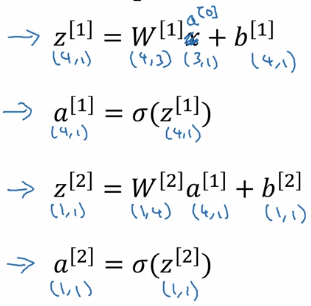 → z^[1] = W^[1] a^[0] + b^[1]
(4,1) (4,3) (3,1) (4,1)
→ a^[1] = σ(z^[1])
(4,1) (4,1)
→ z^[2] = W^[2] a^[1] + b^[2]
(1,1) (1,4) (4,1) (1,1)
→ a^[2] = σ(z^[2])
(1,1) (1,1)